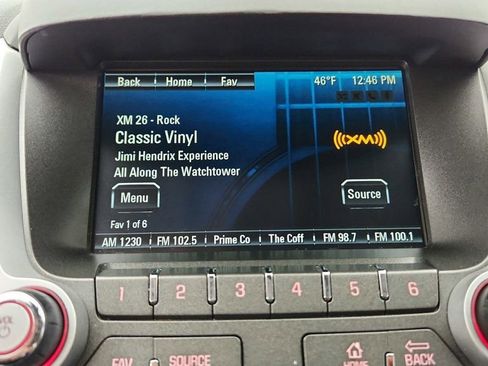 Back Home Fav 46°F 12:46 PM
XM 26 - Rock
Classic Vinyl
((XM))
Jimi Hendrix Experience
All Along The Watchtower
Menu
Source
Fav 1 of 6
AM 1230 FM 102.5 Prime Co The Coff FM 98.7 FM 100.1
1 2 3 4 5 6
VOL
FAV SOURCE HOME BACK